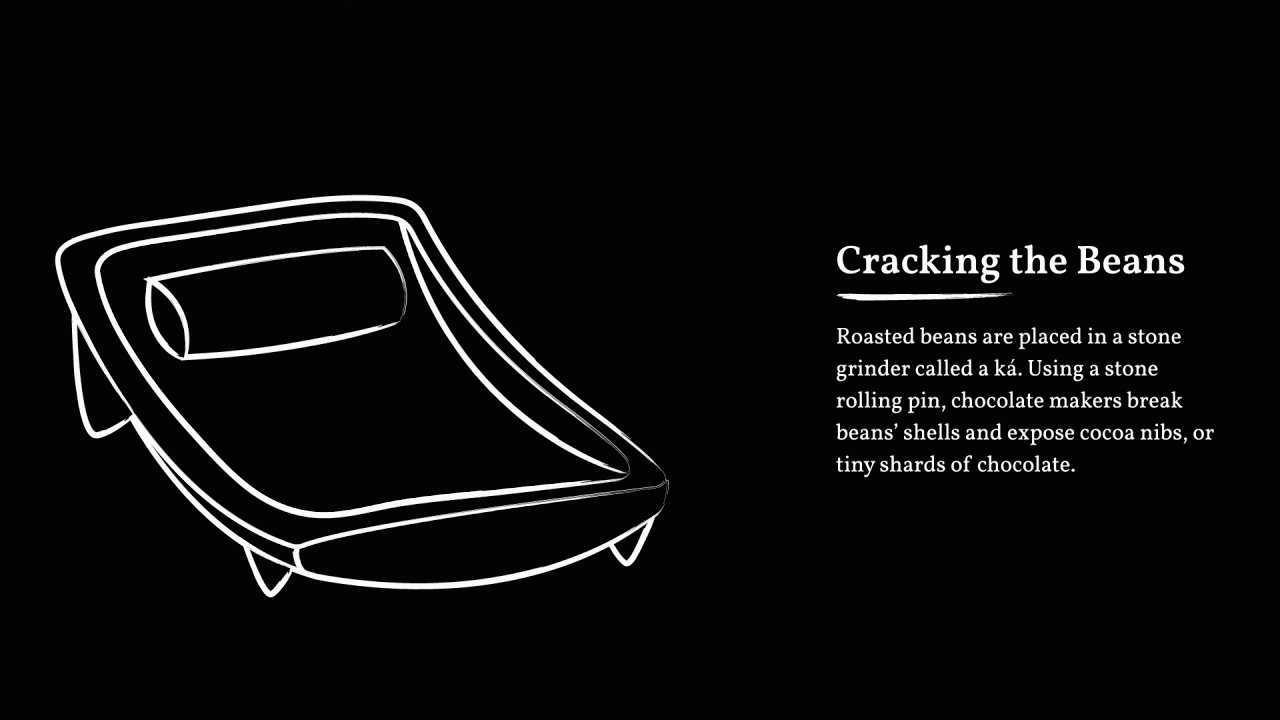 Cracking the Beans
Roasted beans are placed in a stone
grinder called a ká. Using a stone
rolling pin, chocolate makers break
beans’ shells and expose cocoa nibs, or
tiny shards of chocolate.